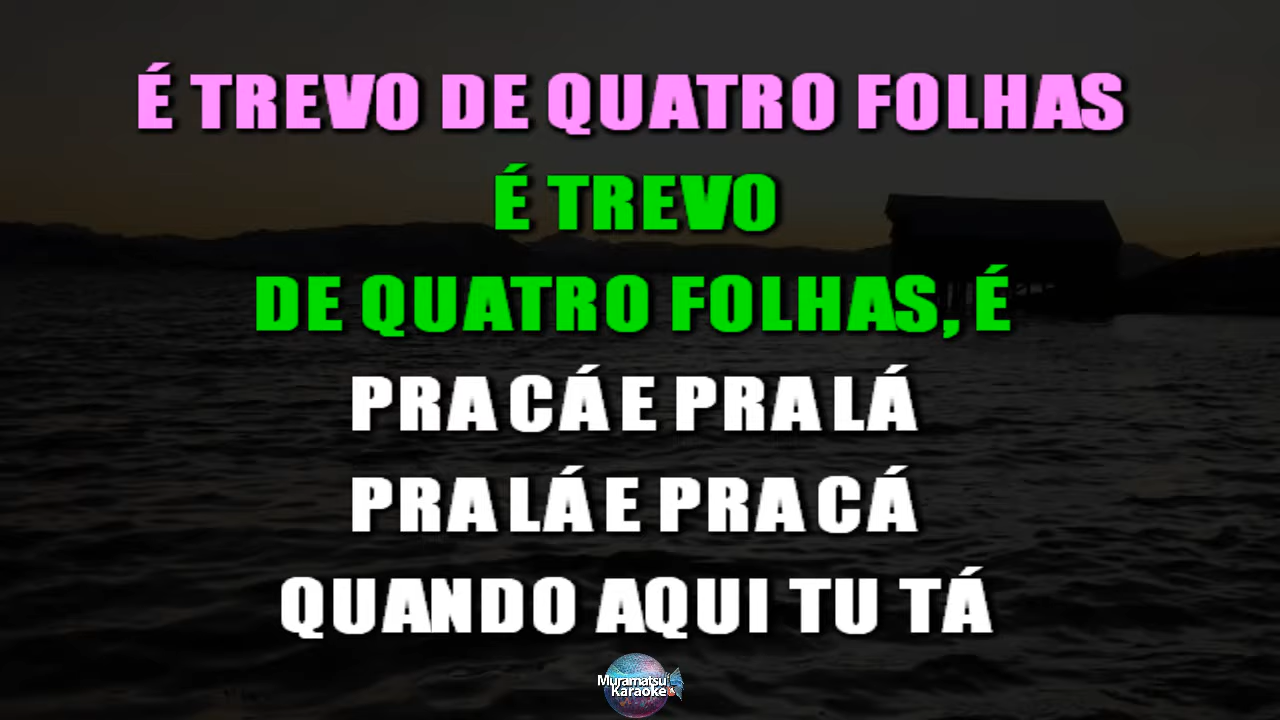 É TREVO DE QUATRO FOLHAS
É TREVO
DE QUATRO FOLHAS, É
PRA CÁ E PRA LÁ
PRA LÁ E PRA CÁ
QUANDO AQUI TU TÁ
Muramatsu
Karaoke